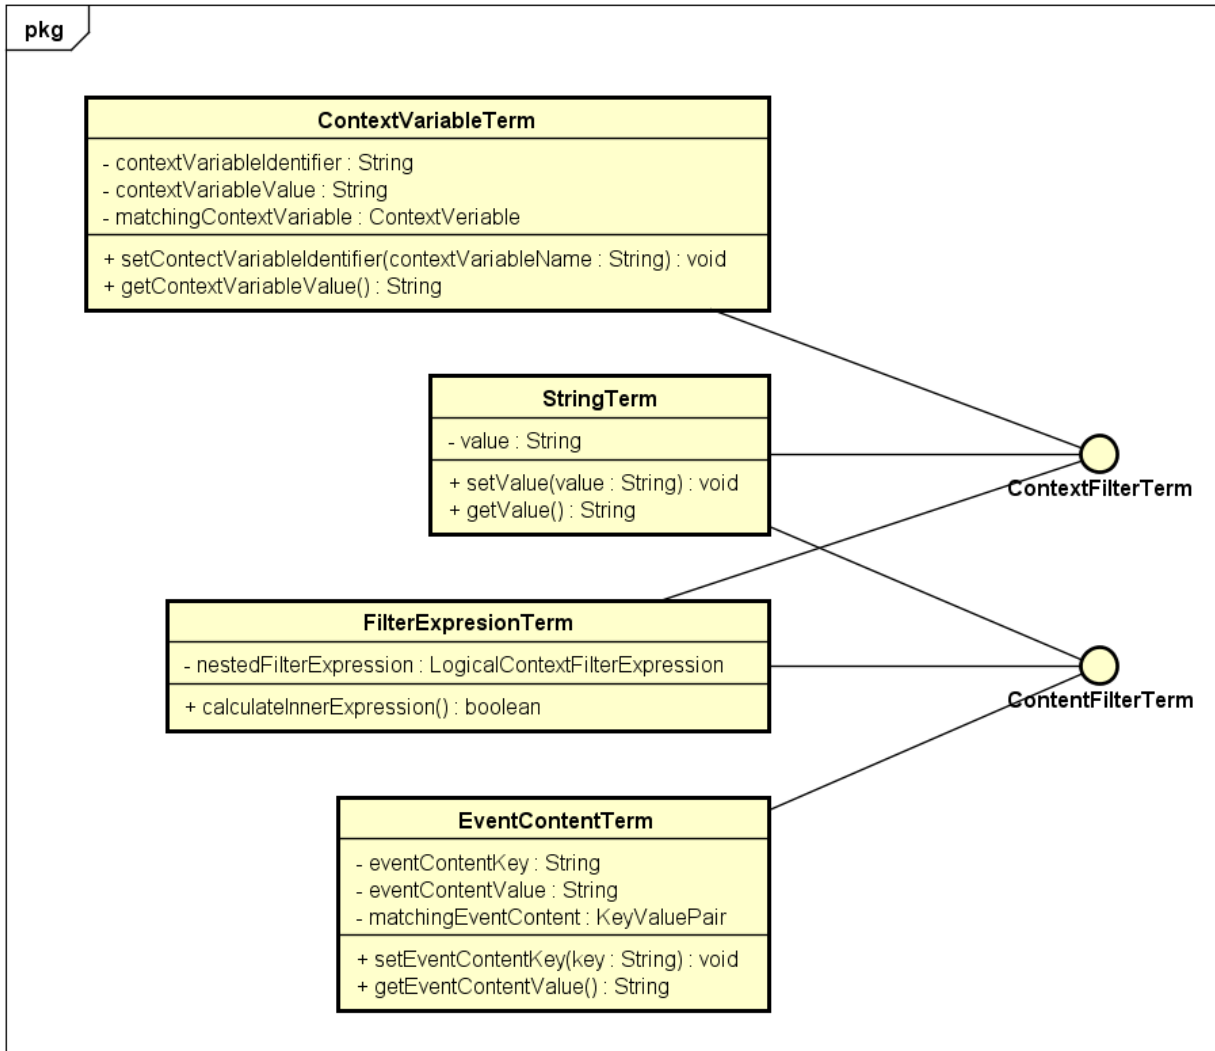 pkg
ContextVariableTerm
- contextVariableIdentifier : String
- contextVariableValue : String
- matchingContextVariable : ContextVeriable
+ setContectVariableIdentifier(contextVariableName : String) : void
+ getContextVariableValue() : String
StringTerm
- value : String
+ setValue(value : String) : void
+ getValue() : String
ContextFilterTerm
FilterExpresionTerm
- nestedFilterExpression : LogicalContextFilterExpression
+ calculateInnerExpression() : boolean
ContentFilterTerm
EventContentTerm
- eventContentKey : String
- eventContentValue : String
- matchingEventContent : KeyValuePair
+ setEventContentKey(key : String) : void
+ getEventContentValue() : String